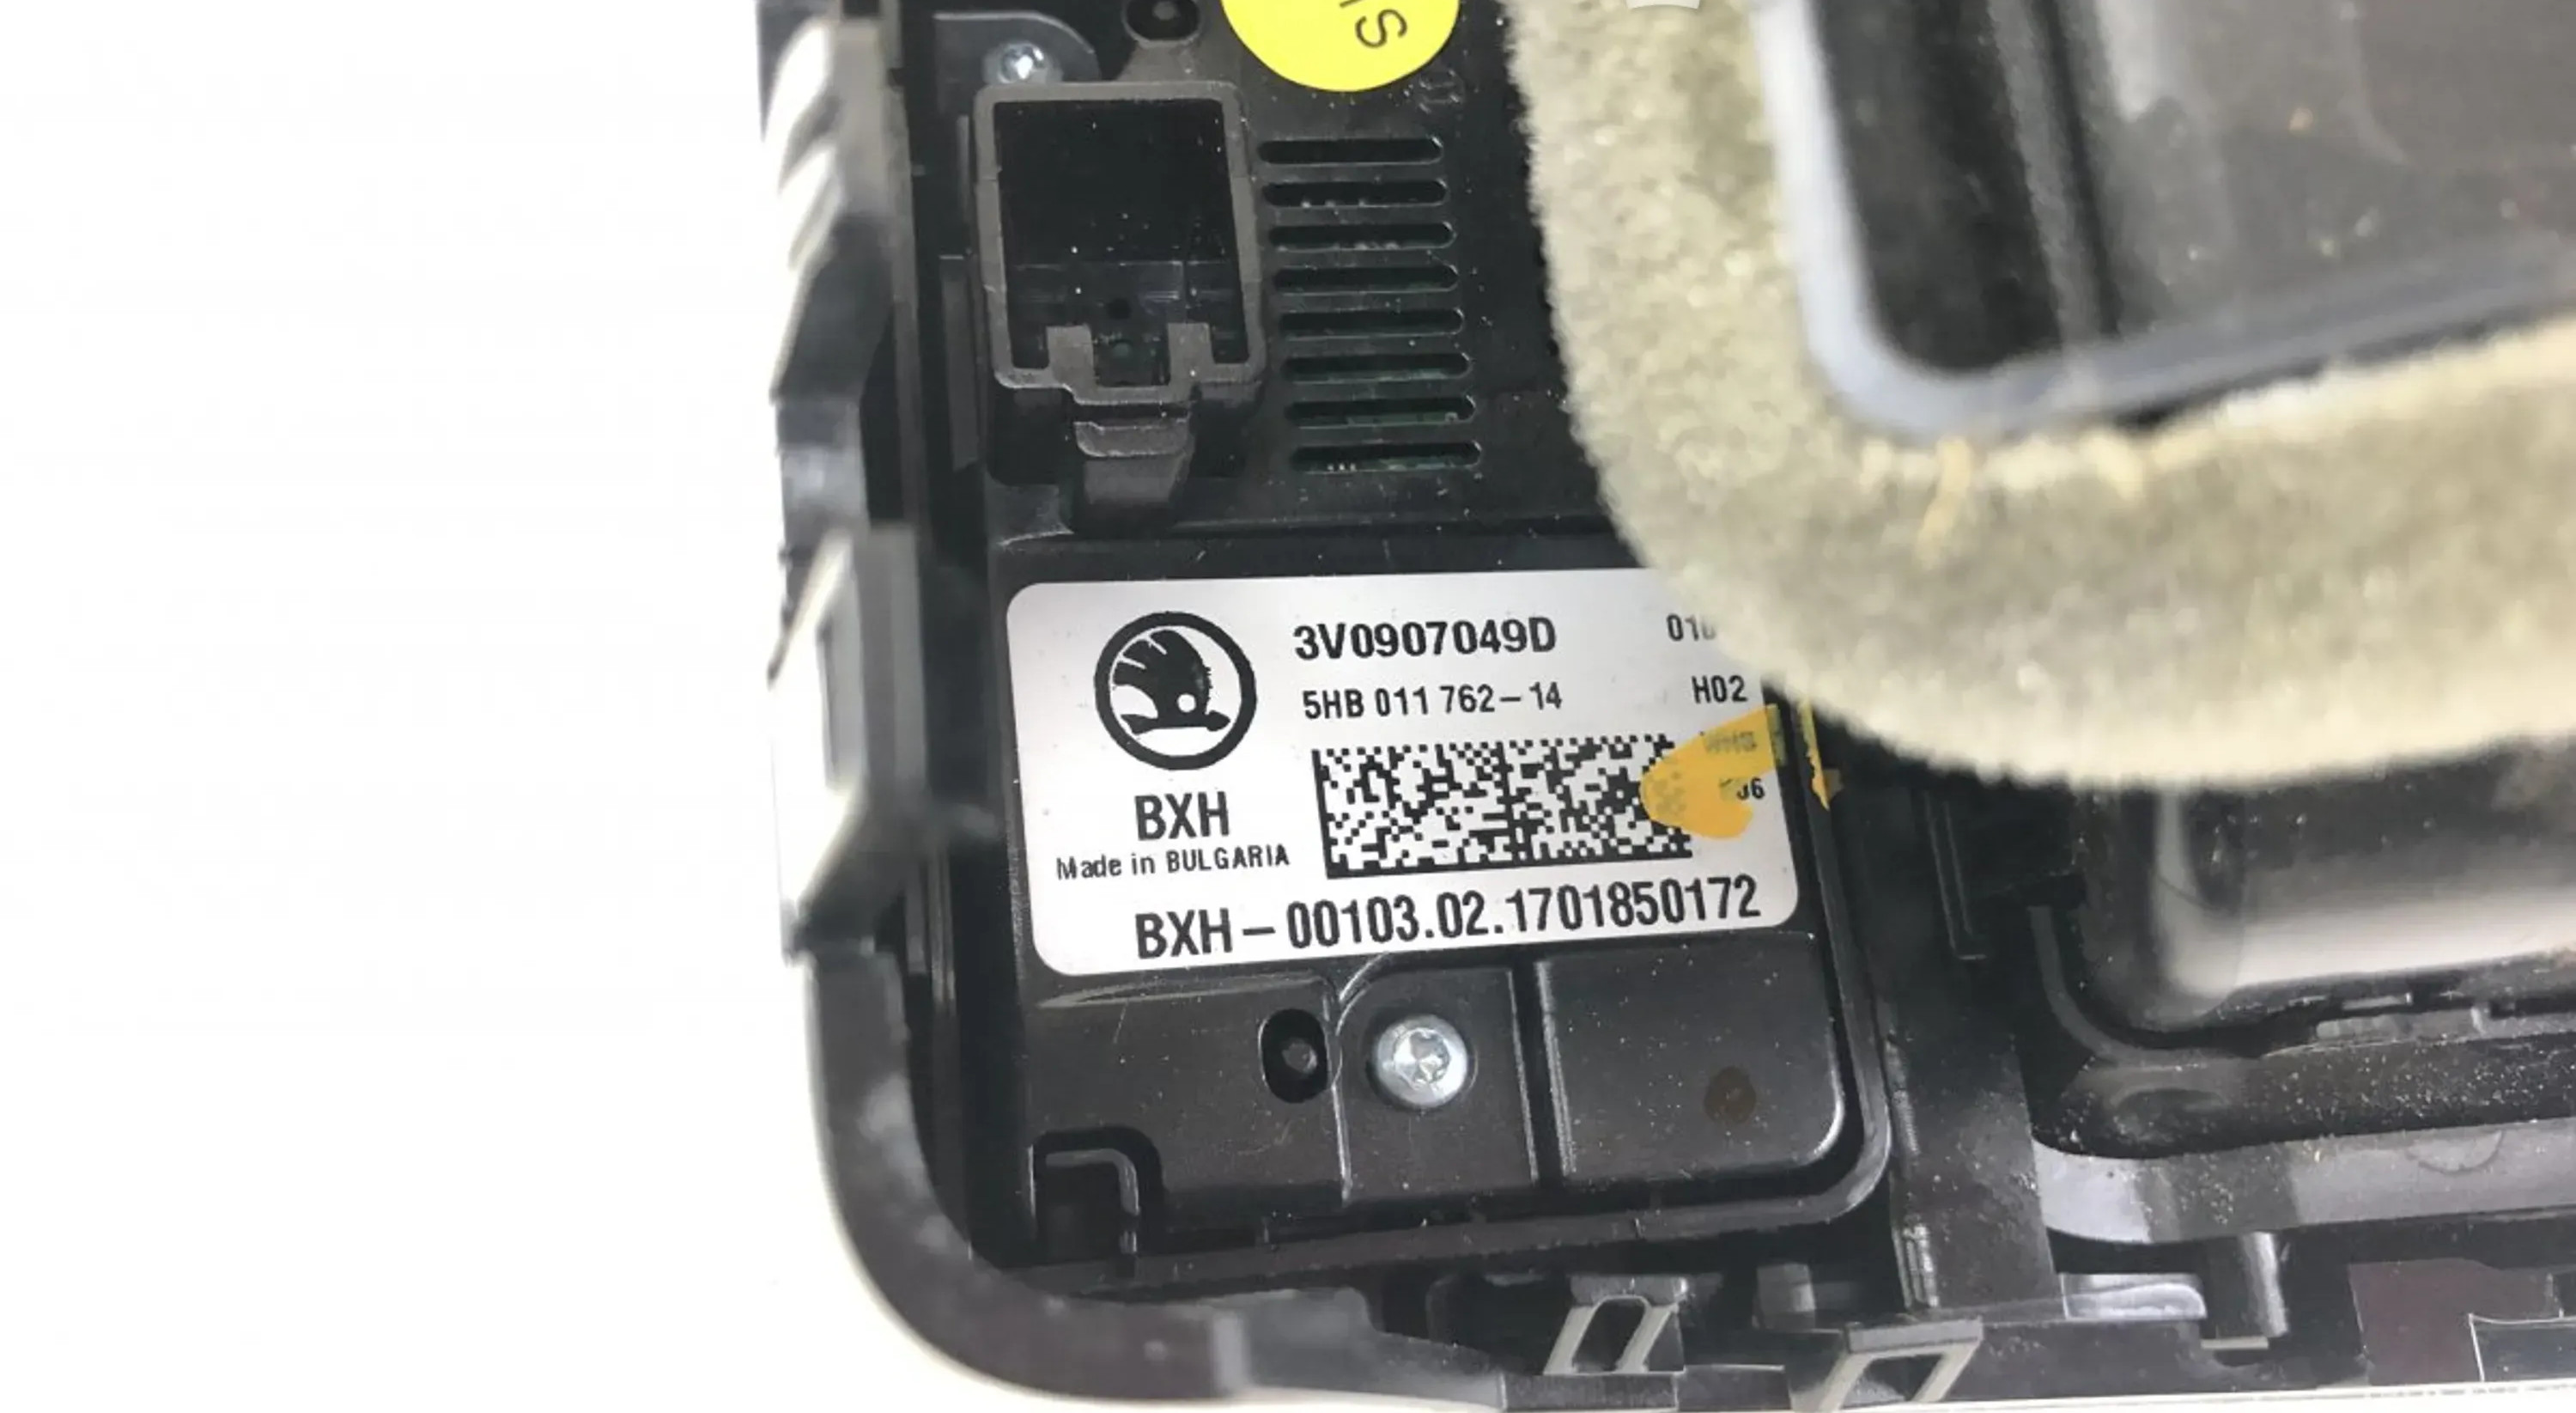 3V0907049D
5HB 011 762-14 H02
BXH
Made in BULGARIA
BXH-00103.02.1701850172